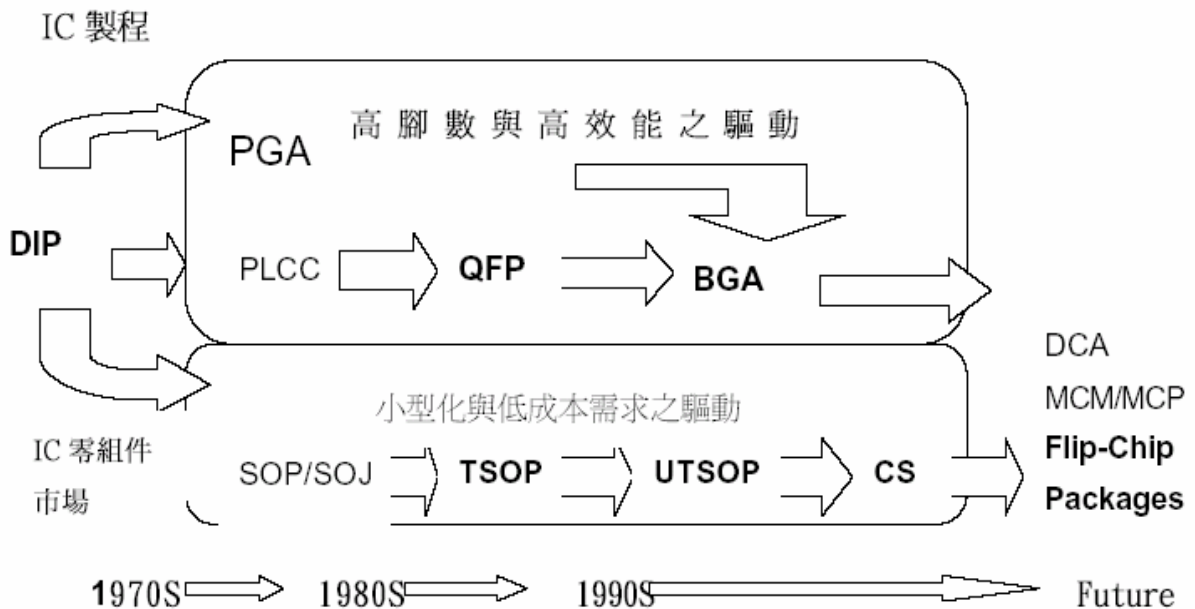 IC 製程
高腳數與高效能之驅動
PGA
DIP
PLCC
QFP
BGA
DCA
MCM/MCP
Flip-Chip
Packages
小型化與低成本需求之驅動
IC 零組件
市場
SOP/SOJ
TSOP
UTSOP
CS
1970S
1980S
1990S
Future